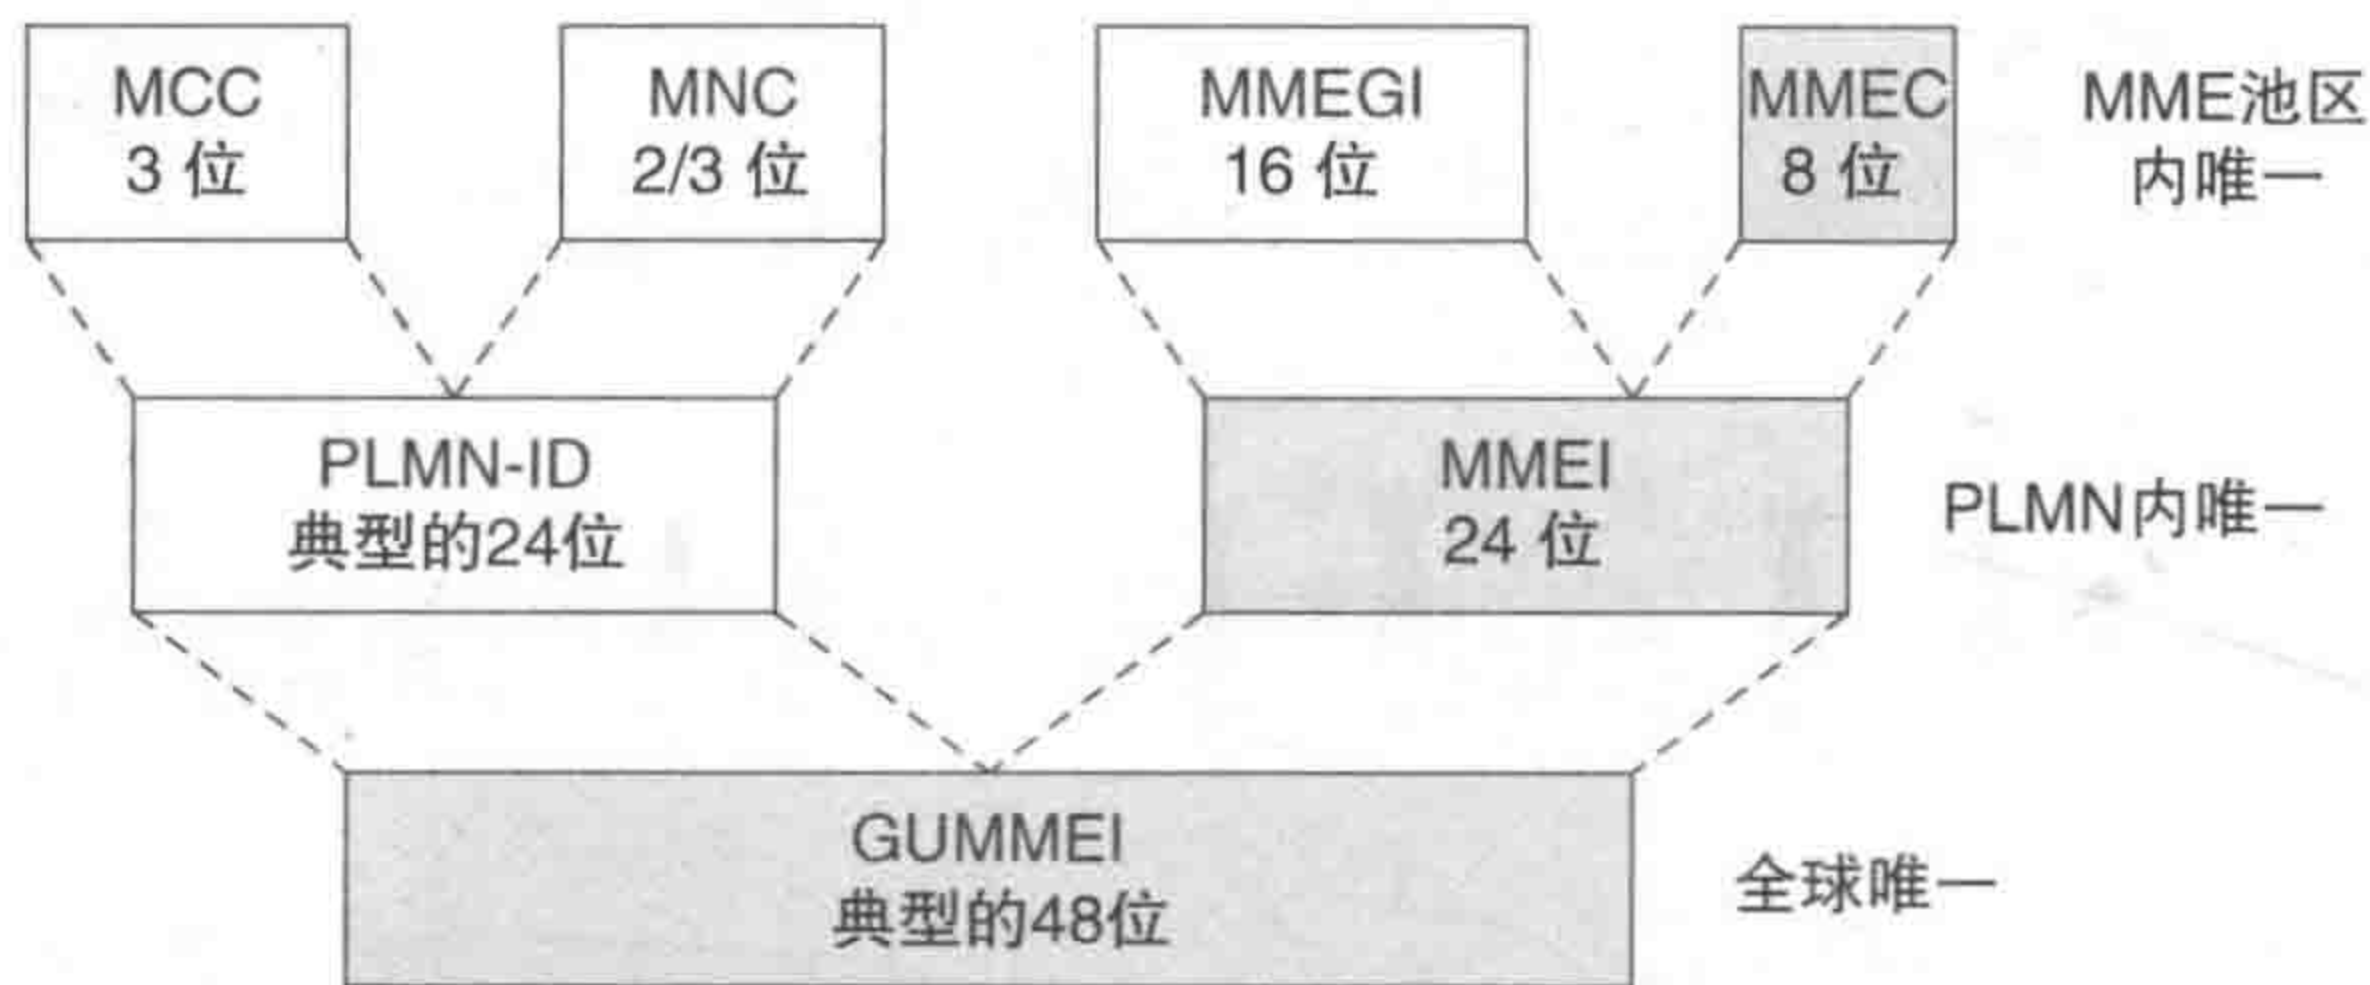 MCC
3 位
MNC
2/3 位
MMEGI
16 位
MMEC
8 位
MME池区
内唯一
PLMN-ID
典型的24位
MMEI
24 位
PLMN内唯一
GUMMEI
典型的48位
全球唯一